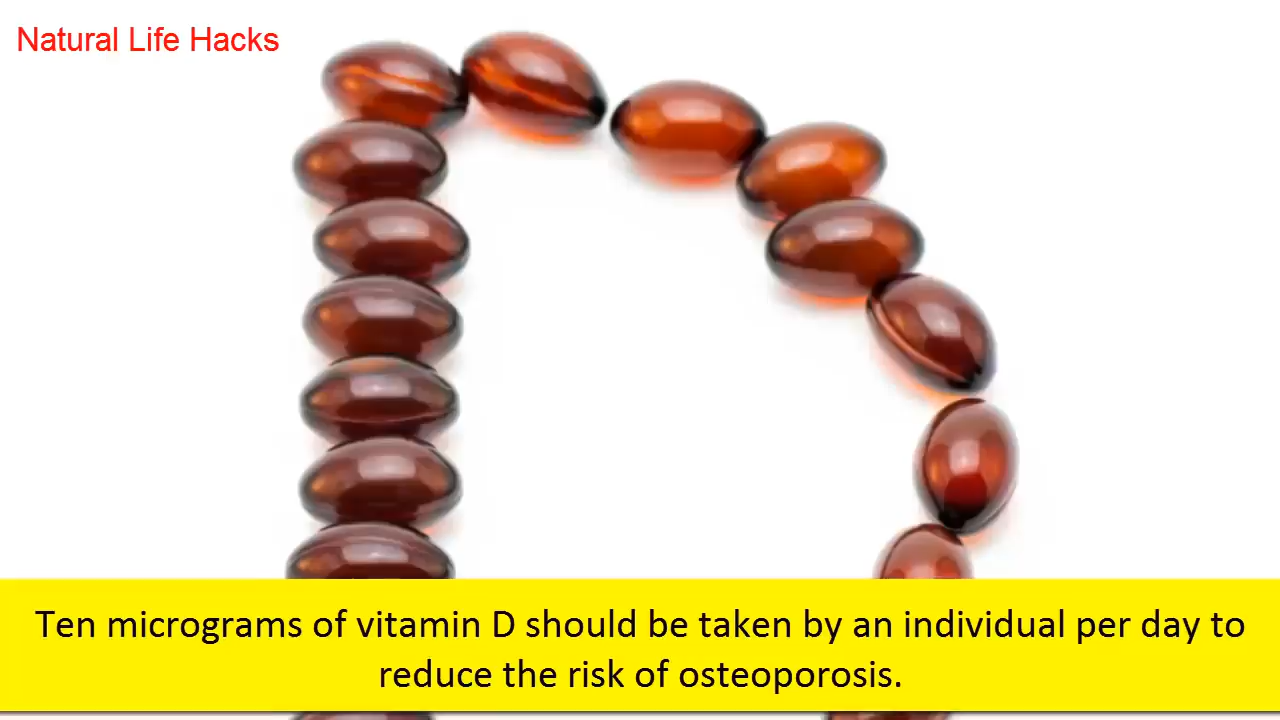 Natural Life Hacks
Ten micrograms of vitamin D should be taken by an individual per day to
reduce the risk of osteoporosis.